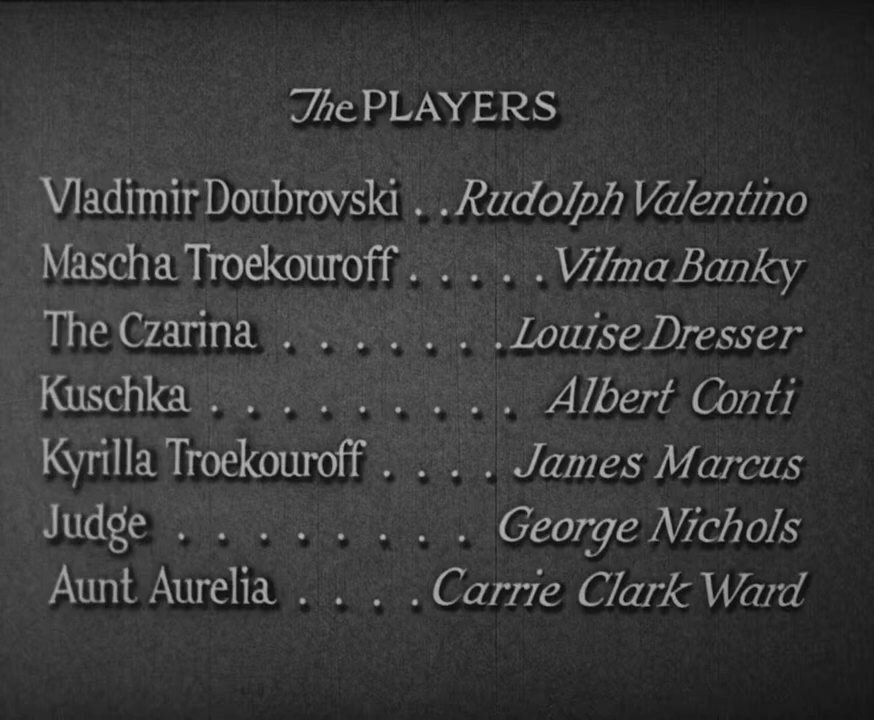 The PLAYERS
Vladimir Doubrovski . . Rudolph Valentino
Mascha Troekouroff . . . . . Vilma Banky
The Czarina . . . . . . . Louise Dresser
Kuschka . . . . . . . . . Albert Conti
Kyrilla Troekouroff . . . . James Marcus
Judge . . . . . . . . George Nichols
Aunt Aurelia . . . . Carrie Clark Ward